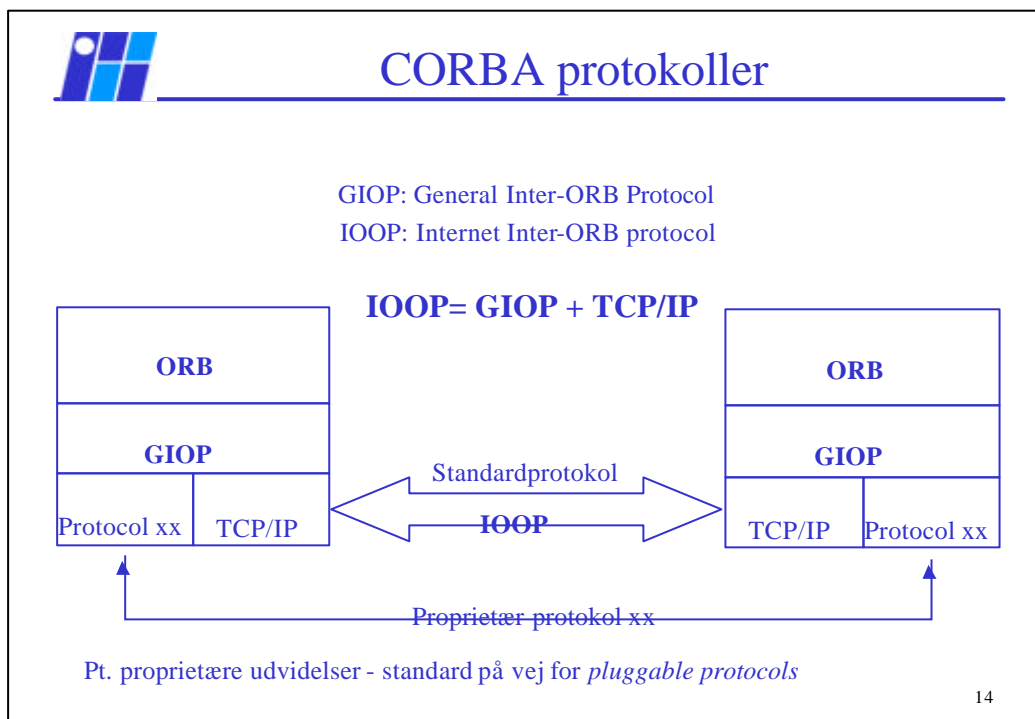 CORBA protokoller
GIOP: General Inter-ORB Protocol
IOOP: Internet Inter-ORB protocol
IOOP= GIOP + TCP/IP
ORB
GIOP
Protocol xx
TCP/IP
Standardprotokol
IOOP
ORB
GIOP
TCP/IP
Protocol xx
Proprietær protokol xx
Pt. proprietære udvidelser - standard på vej for pluggable protocols
14